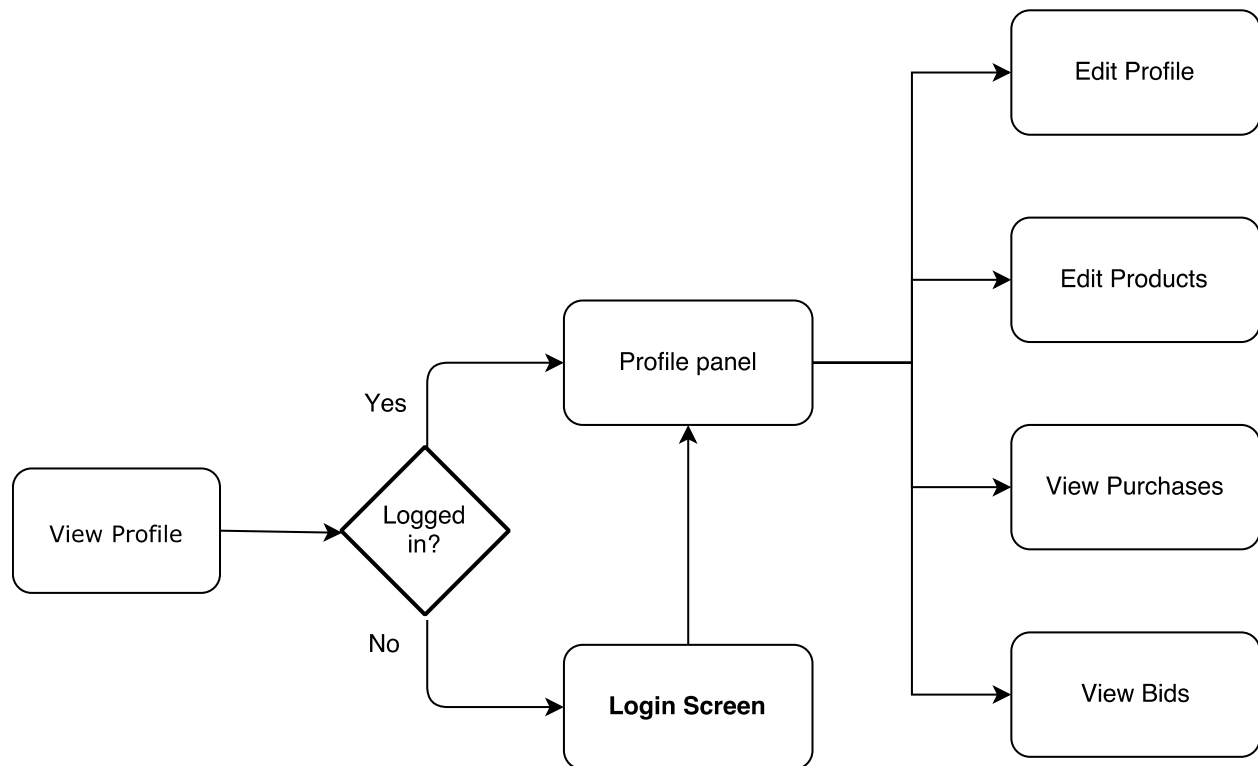 Edit Profile
Edit Products
Profile panel
Yes
Logged
in?
View Profile
View Purchases
No
Login Screen
View Bids